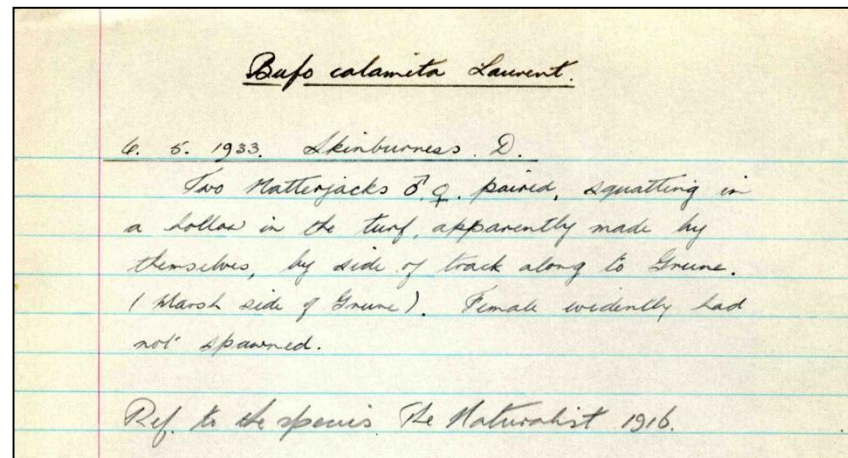 Bufo calamita Laurent.
6. 5. 1933. Skinburness. D.
Two Natterjacks ♂, ♀. paired, squatting in
a hollow in the turf, apparently made by
themselves, by side of track along to Grune.
(Marsh side of Grune). Female evidently had
not spawned.
Ref. to the species The Naturalist 1916.